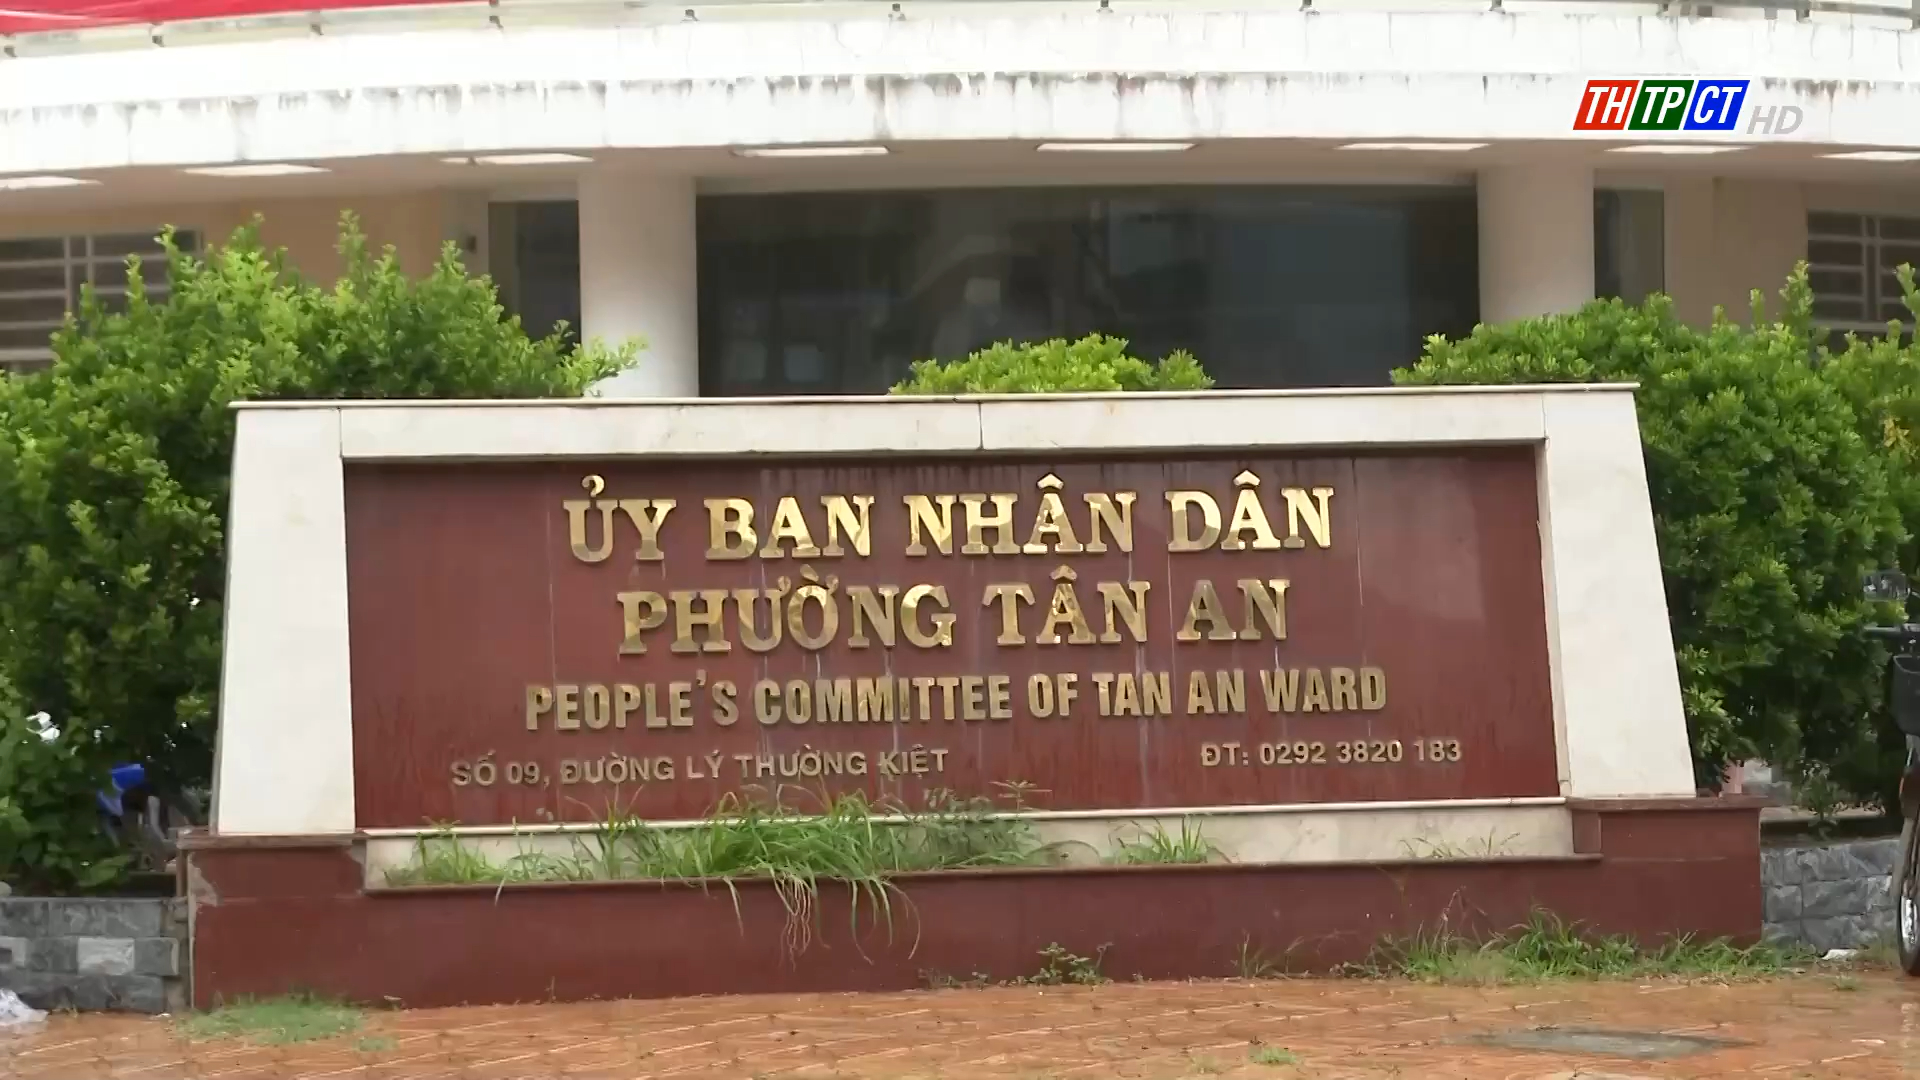 THTPCT HD
ỦY BAN NHÂN DÂN
PHƯỜNG TÂN AN
PEOPLE'S COMMITTEE OF TAN AN WARD
SỐ 09, ĐƯỜNG LÝ THƯỜNG KIỆT
ĐT: 0292 3820 183